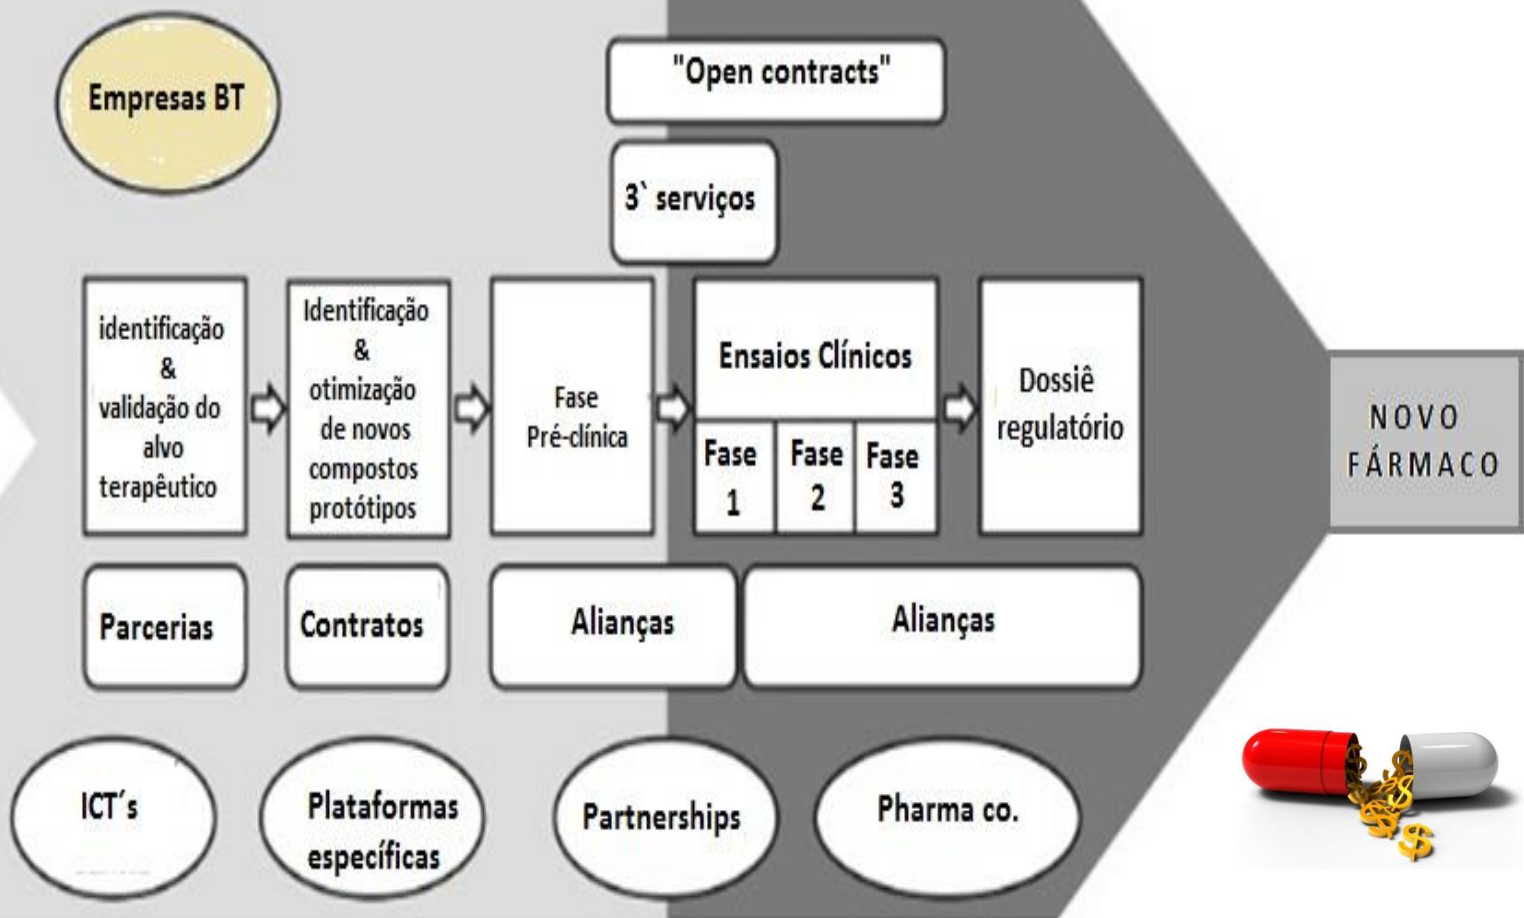 Empresas BT
"Open contracts"
3` serviços
identificação
&
validação do
alvo
terapêutico
Identificação
&
otimização
de novos
compostos
protótipos
Fase
Pré-clínica
Ensaios Clínicos
Fase
1
Fase
2
Fase
3
Dossiê
regulatório
NOVO
FÁRMACO
Parcerias
Contratos
Alianças
Alianças
ICT´s
Plataformas
específicas
Partnerships
Pharma co.